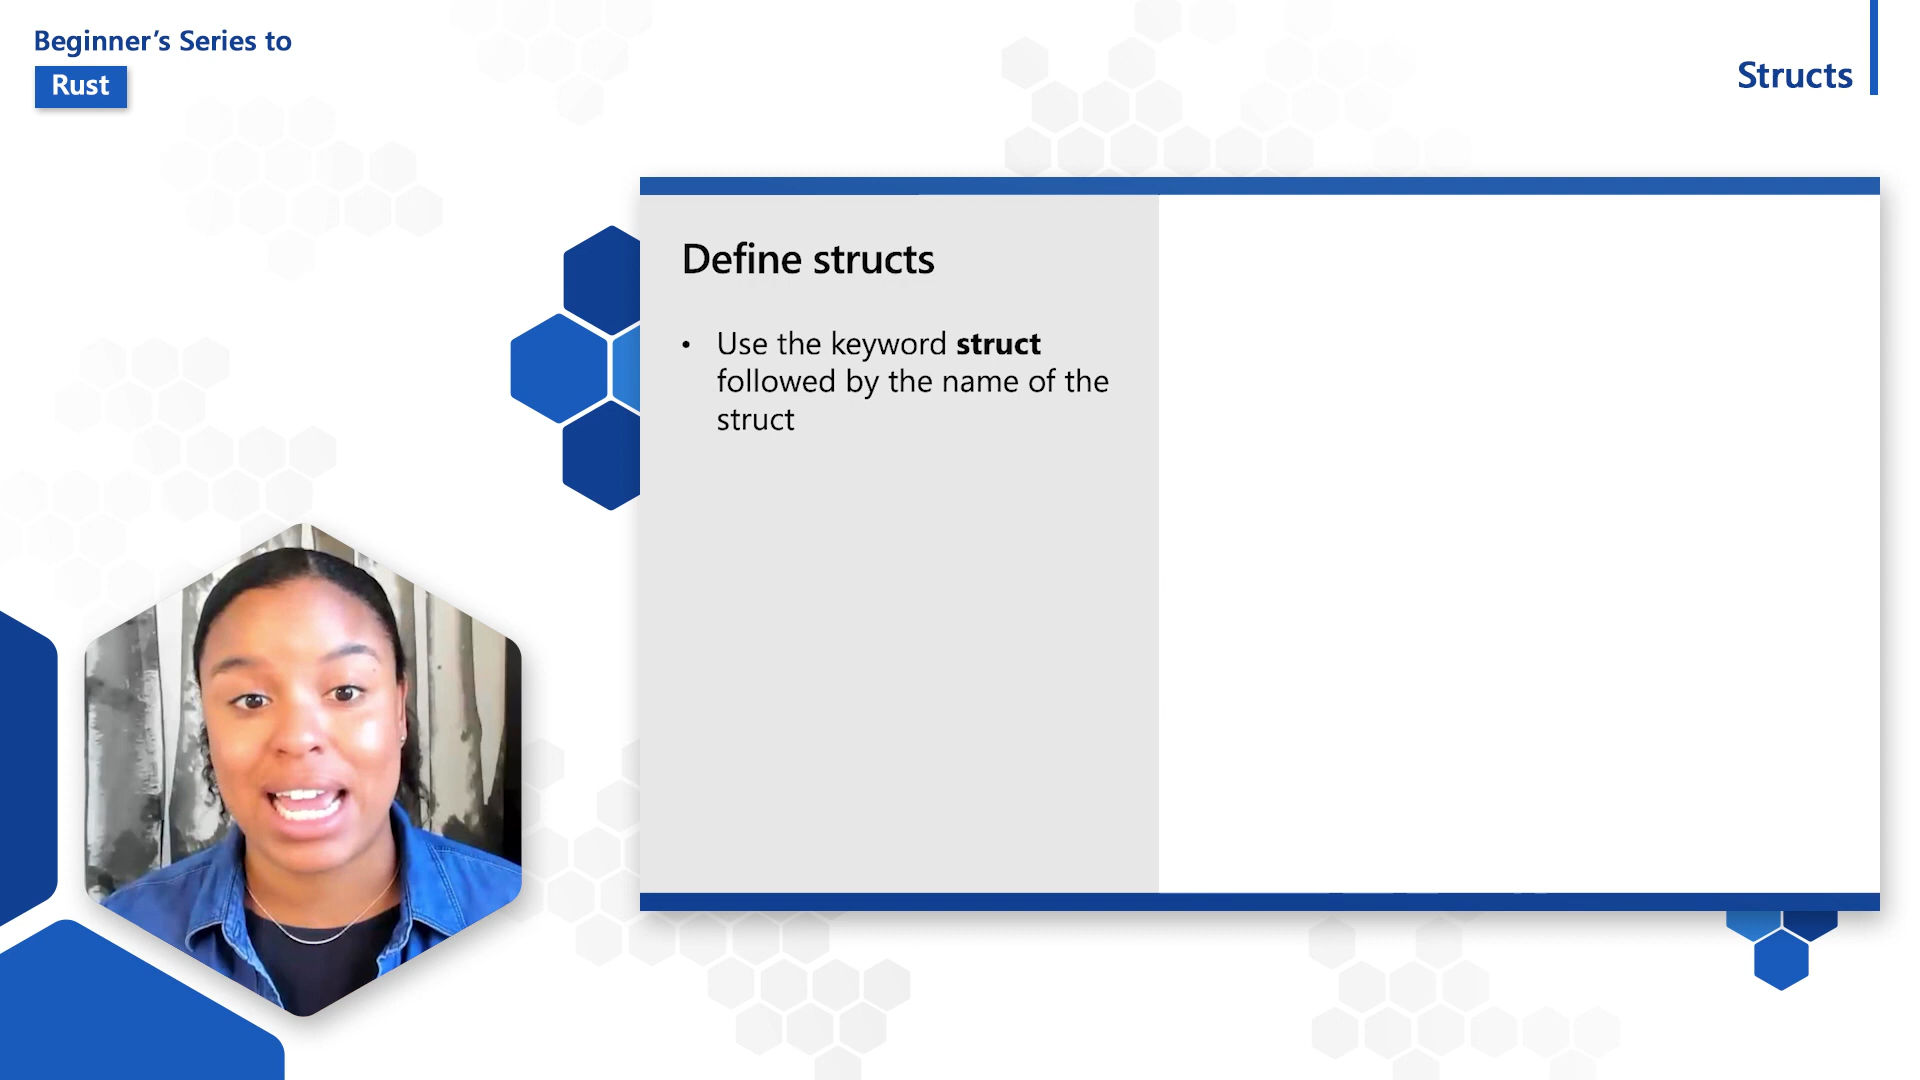 Beginner’s Series to
Rust
Structs
Define structs
• Use the keyword struct
followed by the name of the
struct